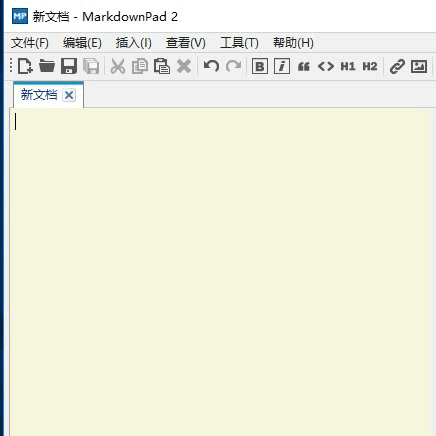 MP 新文档 - MarkdownPad 2
文件(F) 编辑(E) 插入(I) 查看(V) 工具(T) 帮助(H)
B i “ <> H1 H2
新文档